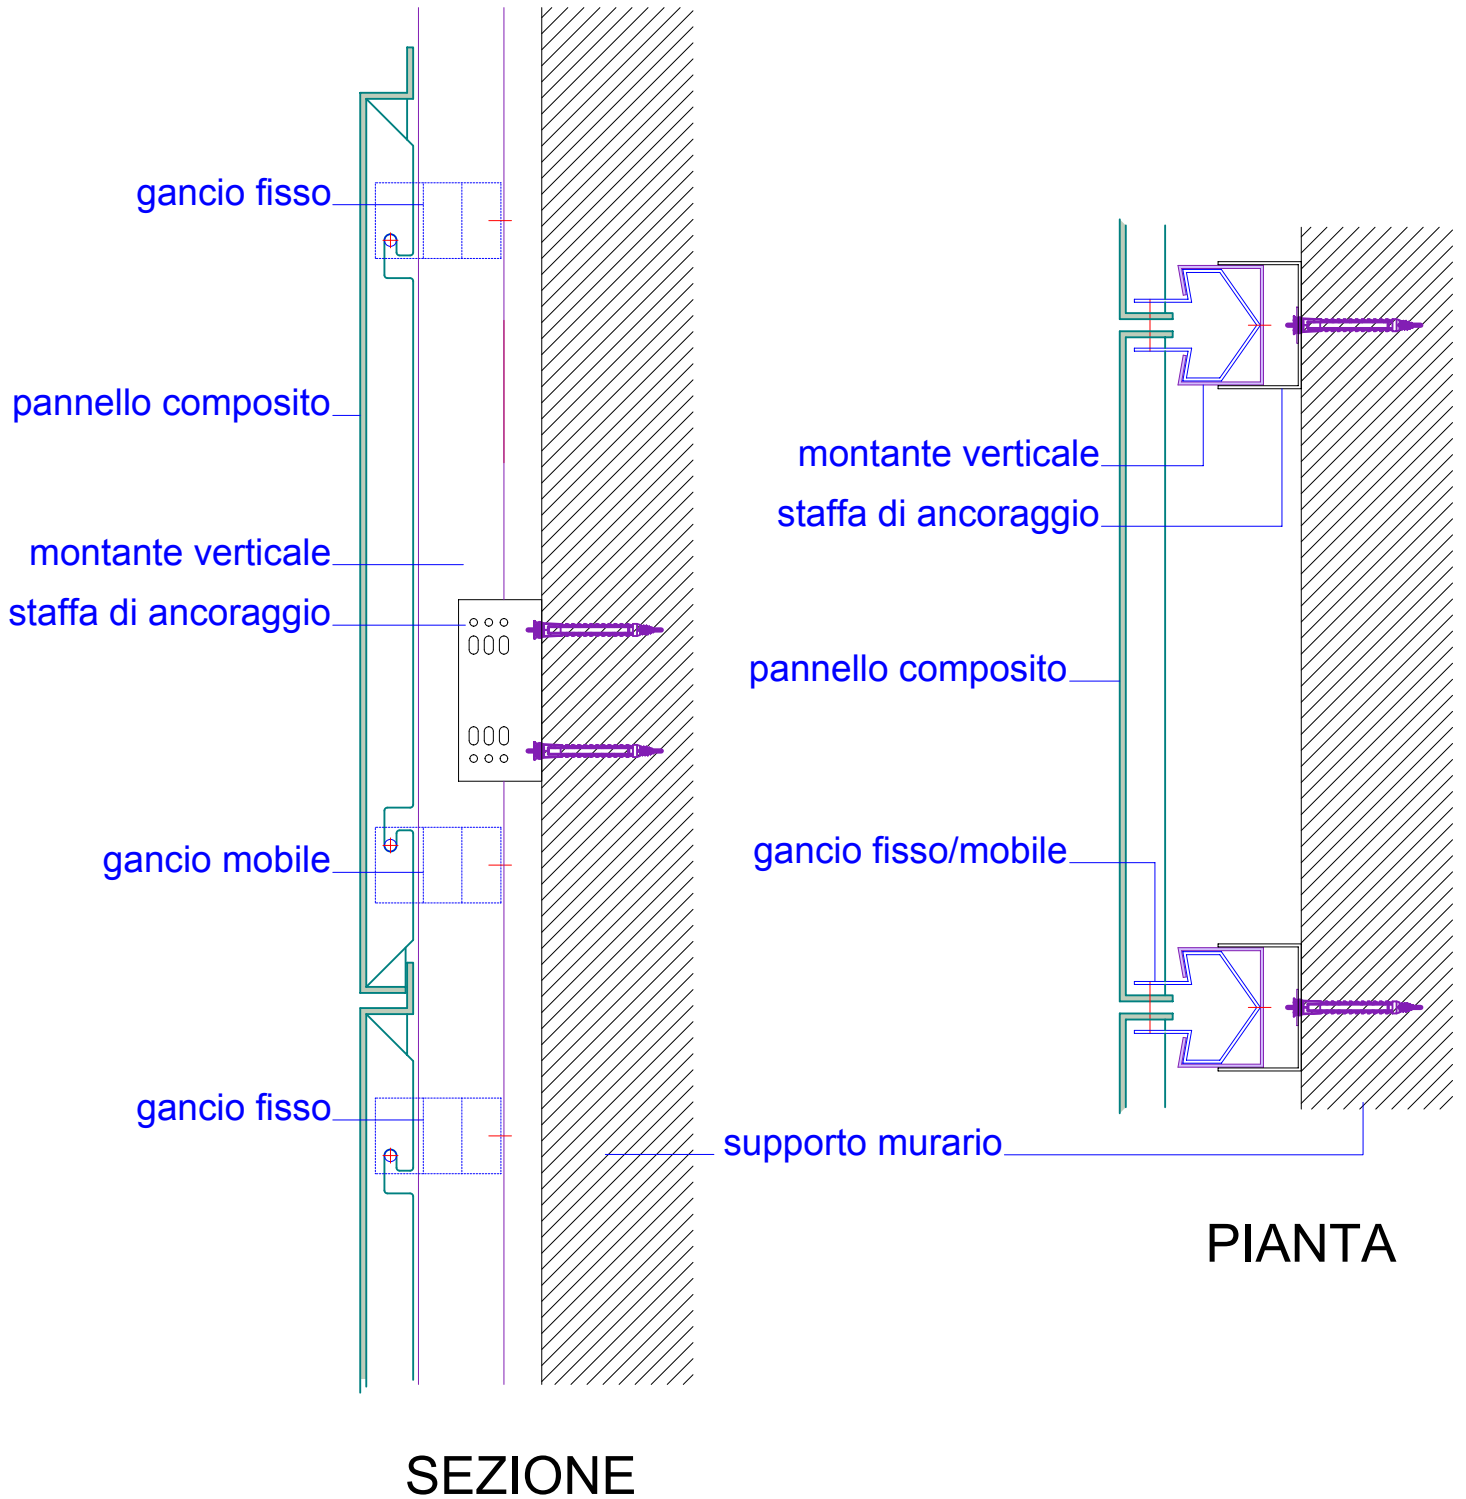 gancio fisso
pannello composito
montante verticale
staffa di ancoraggio
gancio mobile
gancio fisso
SEZIONE
montante verticale
staffa di ancoraggio
pannello composito
gancio fisso/mobile
supporto murario
PIANTA